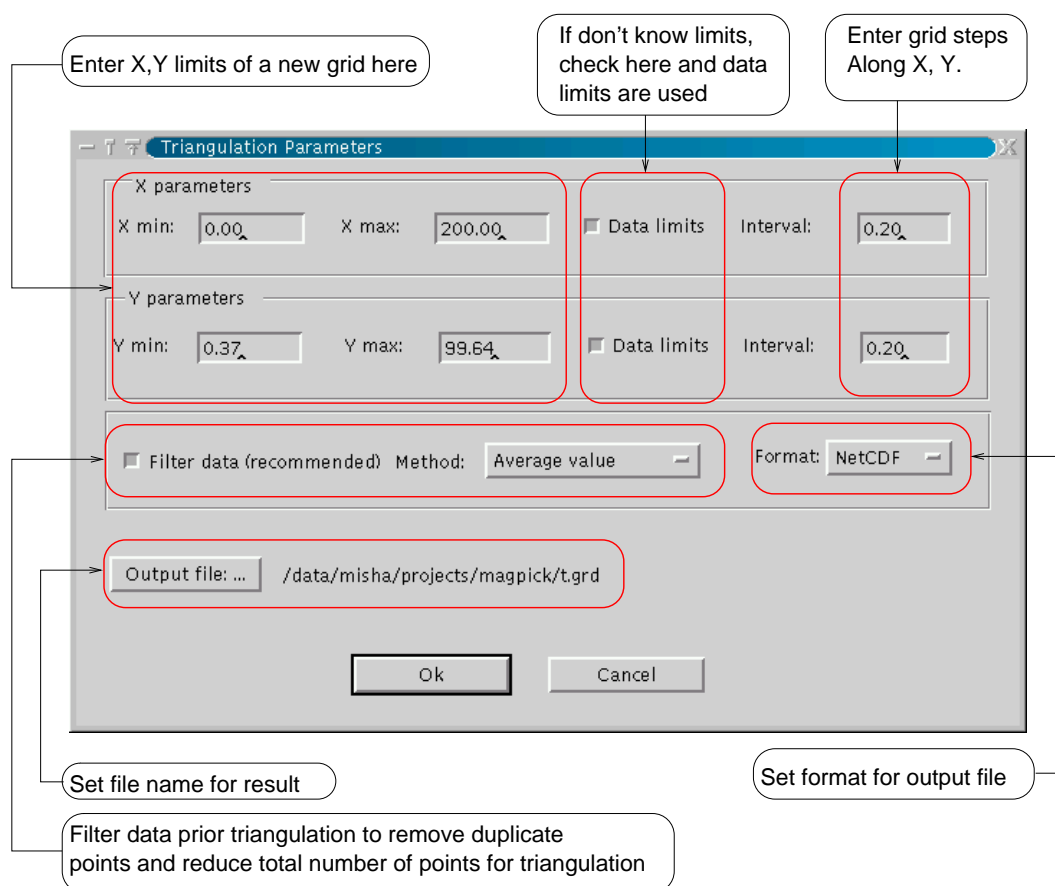 If don't know limits,
check here and data
limits are used
Enter grid steps
Along X, Y.
Enter X,Y limits of a new grid here
Triangulation Parameters
X parameters
X min: 0.00 X max: 200.00 Data limits Interval: 0.20
Y parameters
Y min: 0.37 Y max: 99.64 Data limits Interval: 0.20
Filter data (recommended) Method: Average value Format: NetCDF
Output file: ... /data/misha/projects/magpick/t.grd
Ok Cancel
Set file name for result
Set format for output file
Filter data prior triangulation to remove duplicate
points and reduce total number of points for triangulation